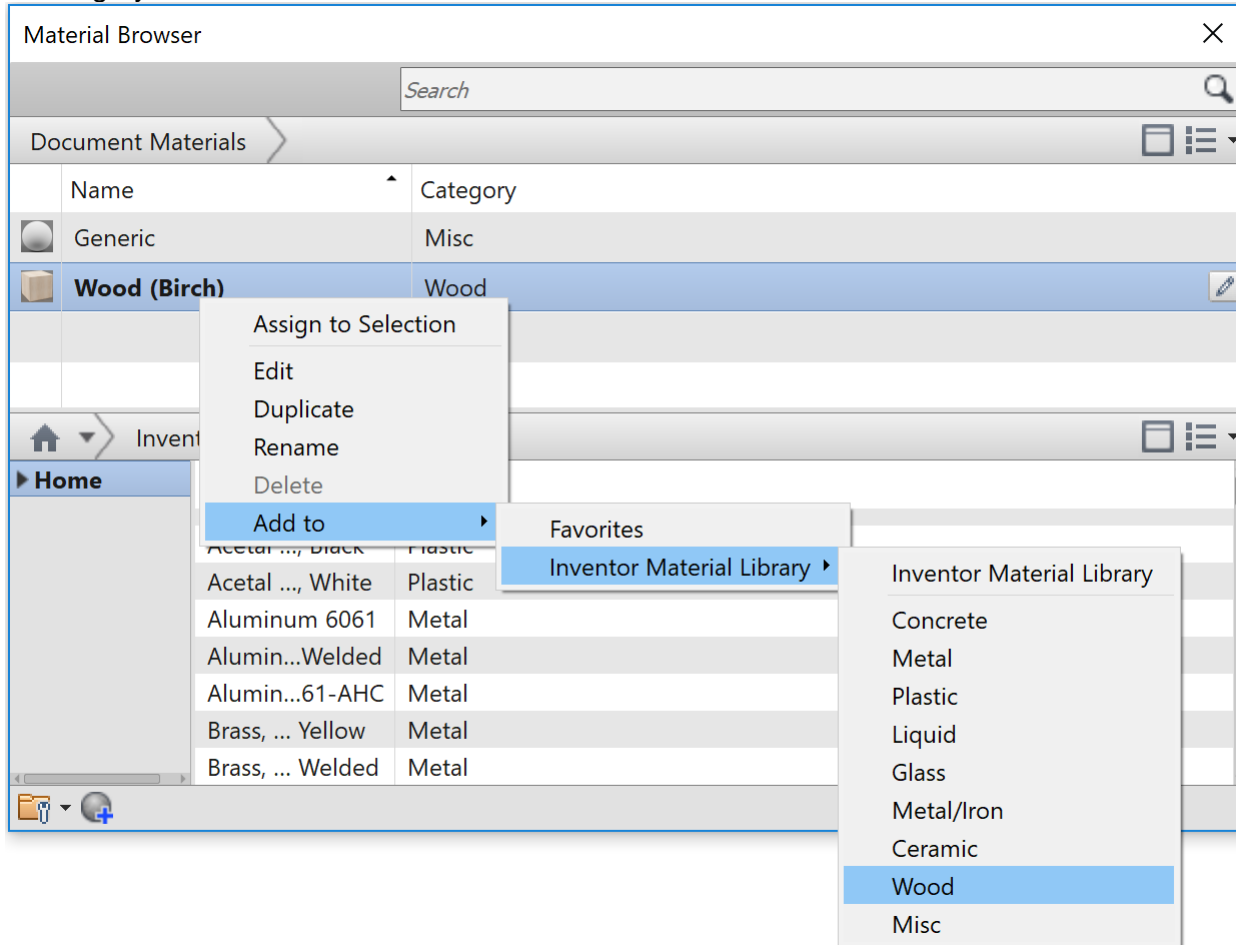 Material Browser
Search
Document Materials
Name Category
Generic Misc
Wood (Birch) Wood
Assign to Selection
Edit
Duplicate
Rename
Delete
Add to
Favorites
Inventor Material Library
Inventor Material Library
Concrete
Metal
Plastic
Liquid
Glass
Metal/Iron
Ceramic
Wood
Misc
Invent
Home
Acetal ..., Black Plastic
Acetal ..., White Plastic
Aluminum 6061 Metal
Alumin...Welded Metal
Alumin...61-AHC Metal
Brass, ... Yellow Metal
Brass, ... Welded Metal